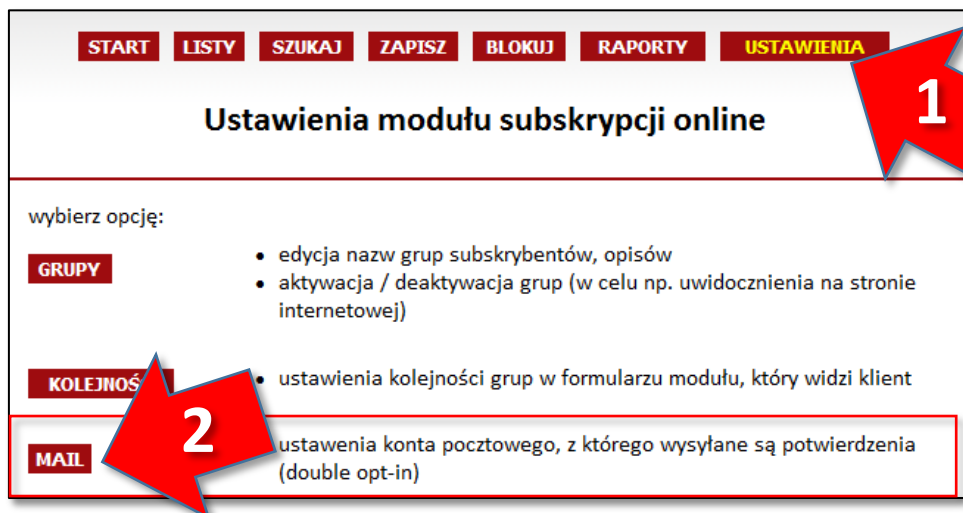 START LISTY SZUKAJ ZAPISZ BLOKUJ RAPORTY USTAWIENIA
1
Ustawienia modułu subskrypcji online
wybierz opcję:
GRUPY
• edycja nazw grup subskrybentów, opisów
• aktywacja / deaktywacja grup (w celu np. uwidocznienia na stronie
internetowej)
• ustawienia kolejności grup w formularzu modułu, który widzi klient
2
MAIL
ustawenia konta pocztowego, z którego wysyłane są potwierdzenia
(double opt-in)